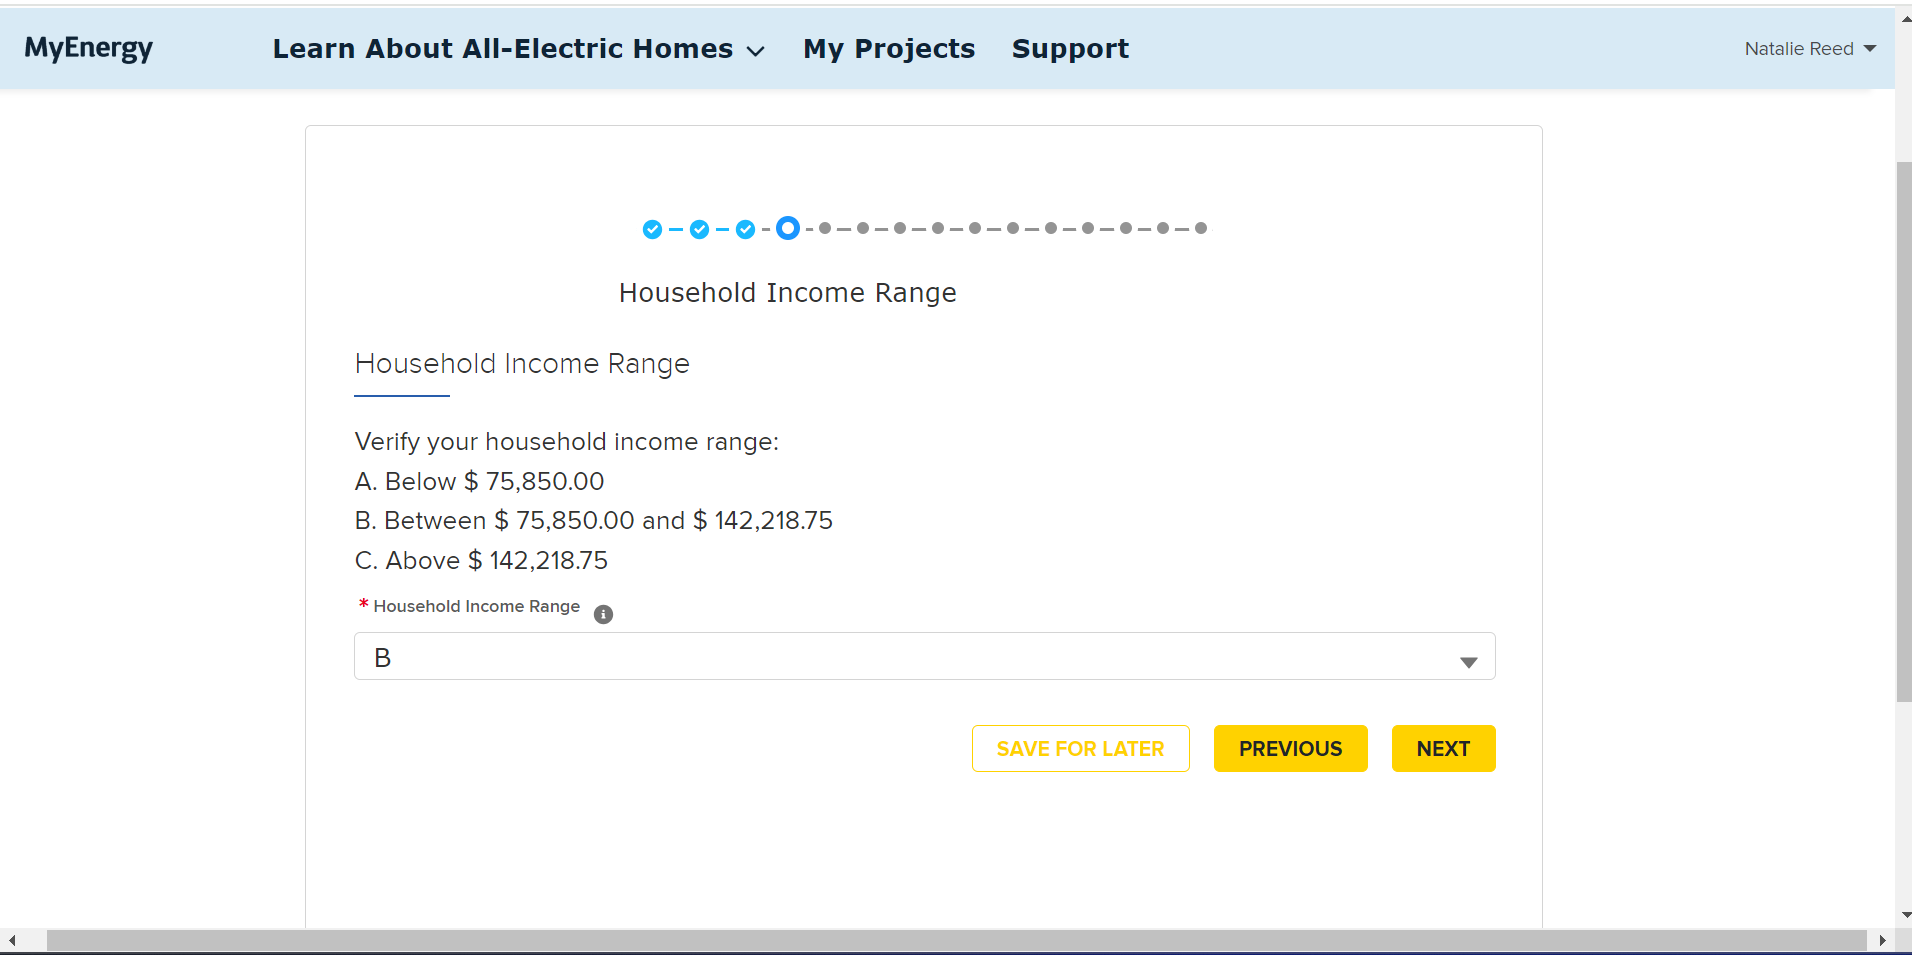 MyEnergy
Learn About All-Electric Homes
My Projects
Support
Natalie Reed
Household Income Range
Household Income Range
Verify your household income range:
A. Below $ 75,850.00
B. Between $ 75,850.00 and $ 142,218.75
C. Above $ 142,218.75
* Household Income Range
B
SAVE FOR LATER
PREVIOUS
NEXT